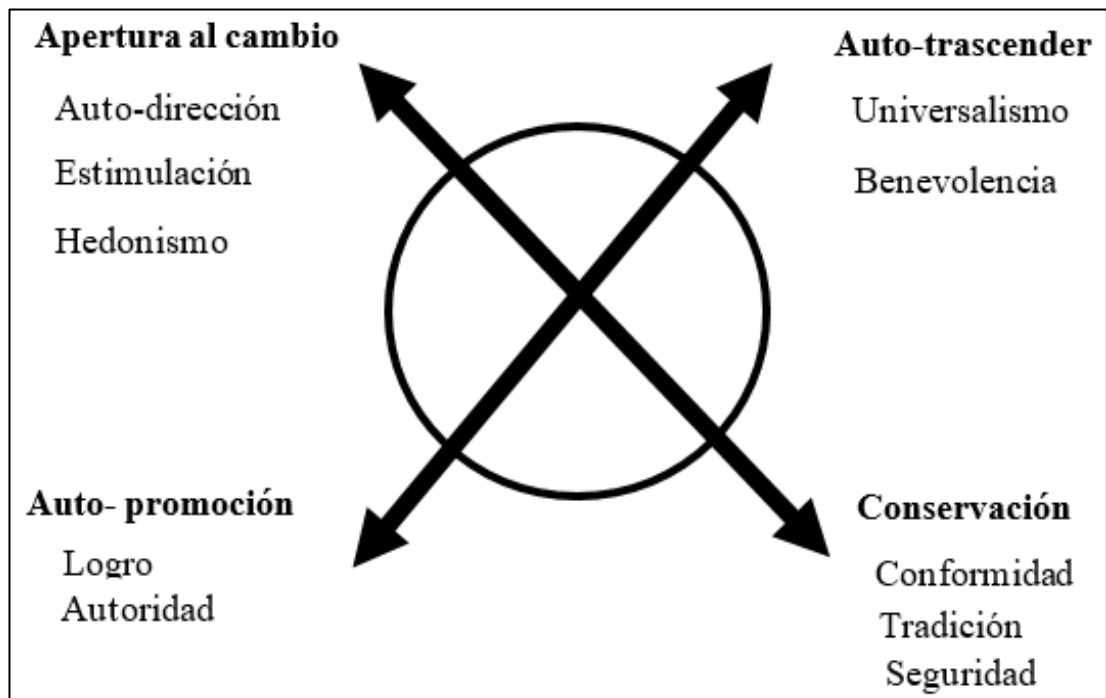 Apertura al cambio
Auto-dirección
Estimulación
Hedonismo
Auto-trascender
Universalismo
Benevolencia
Auto- promoción
Logro
Autoridad
Conservación
Conformidad
Tradición
Seguridad